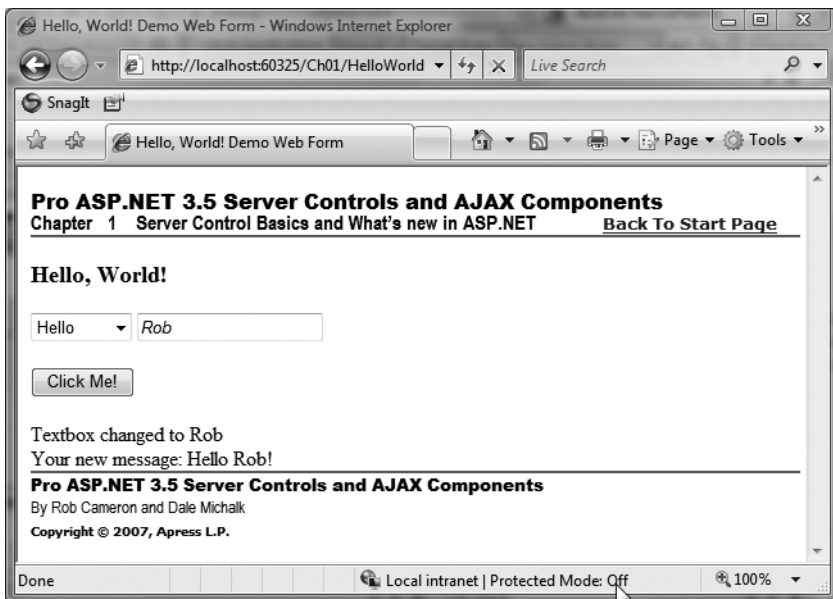 Hello, World! Demo Web Form - Windows Internet Explorer
http://localhost:60325/Ch01/HelloWorld
Live Search
SnagIt
Hello, World! Demo Web Form
Page
Tools
Pro ASP.NET 3.5 Server Controls and AJAX Components
Chapter 1 Server Control Basics and What's new in ASP.NET
Back To Start Page
Hello, World!
Hello
Rob
Click Me!
Textbox changed to Rob
Your new message: Hello Rob!
Pro ASP.NET 3.5 Server Controls and AJAX Components
By Rob Cameron and Dale Michalk
Copyright © 2007, Apress L.P.
Done
Local intranet | Protected Mode: Off
100%